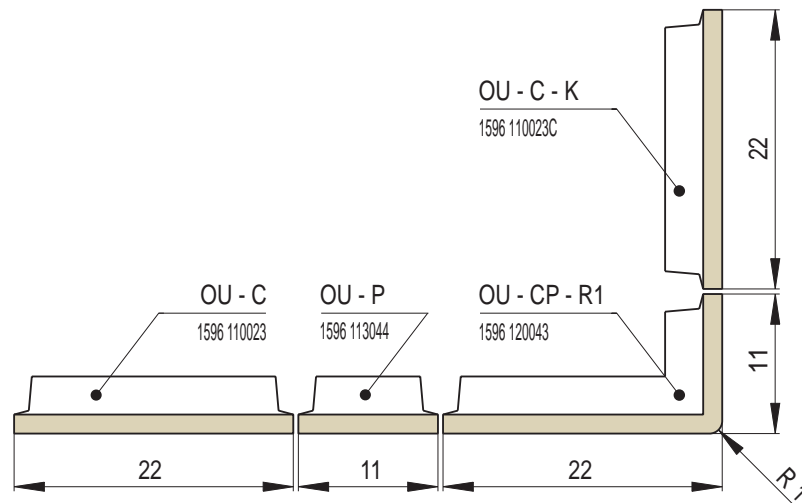 OU - C - K
1596 110023C
22
OU - C
1596 110023
OU - P
1596 113044
OU - CP - R1
1596 120043
11
22
11
22
R 1